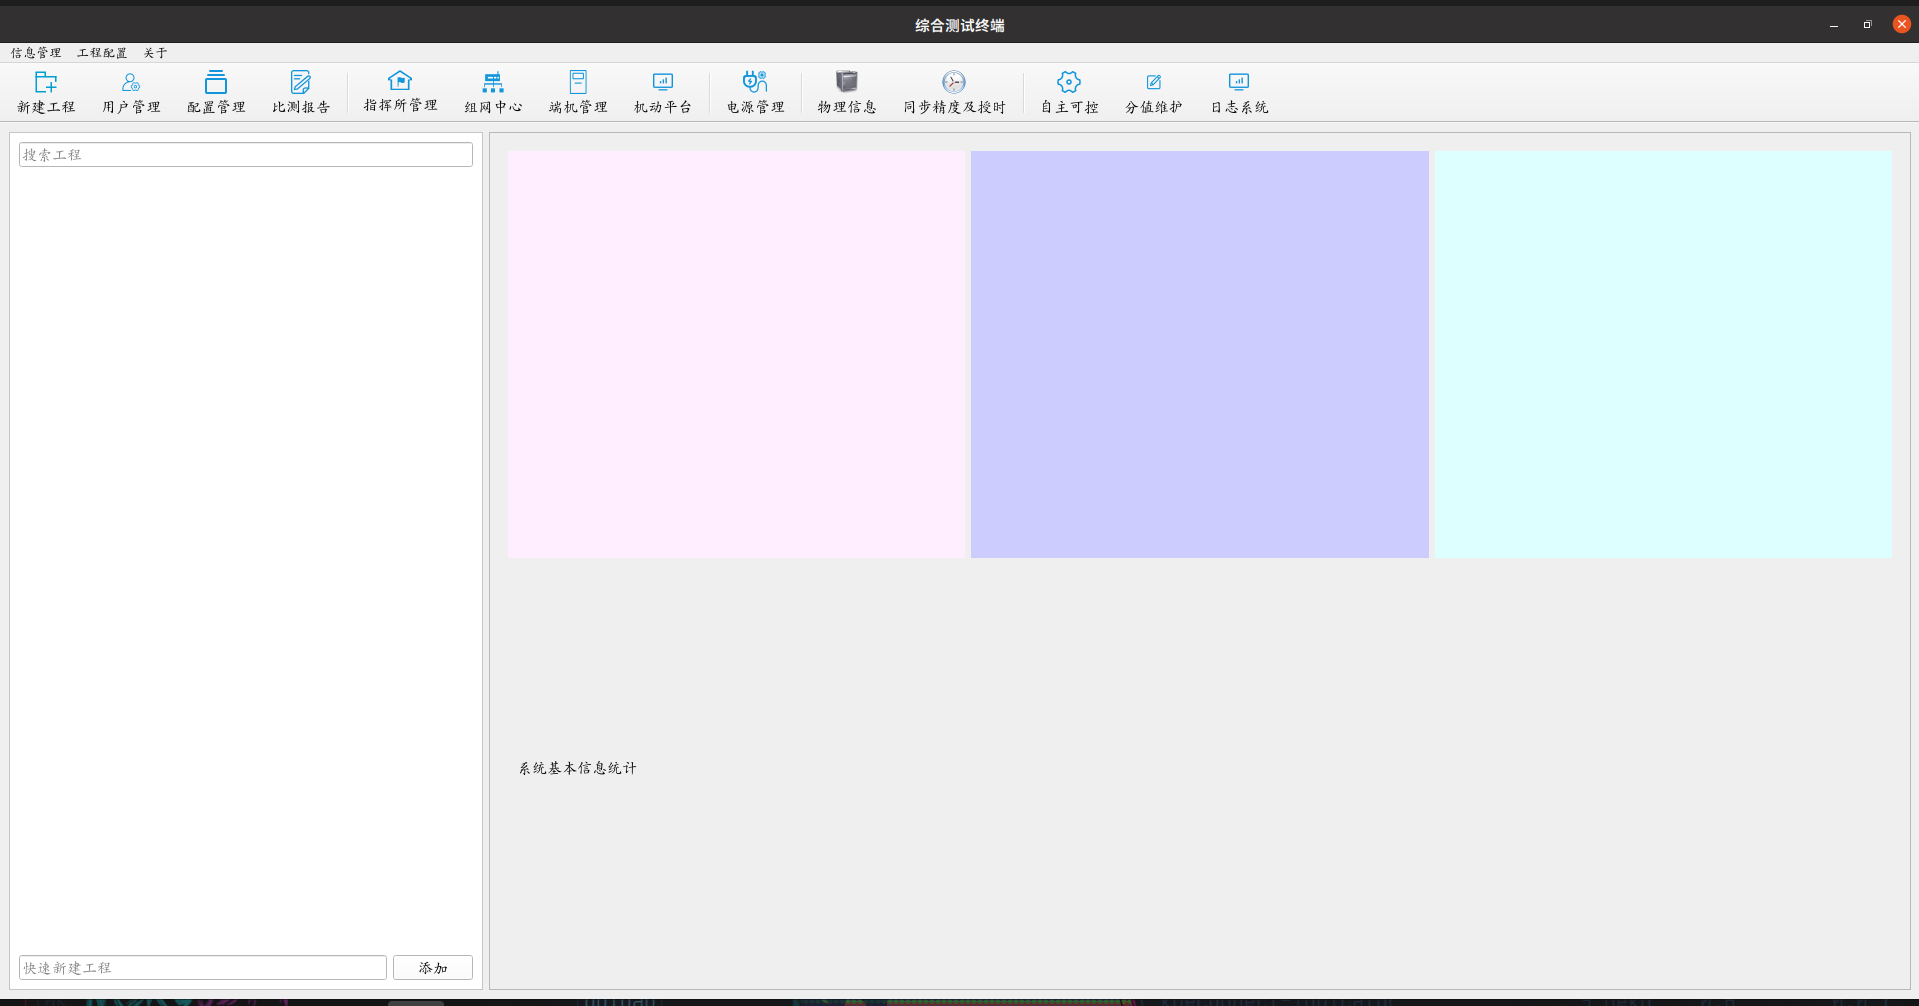 综合测试终端
信息管理 工程配置 关于
新建工程 用户管理 配置管理 比测报告 指挥所管理 组网中心 端机管理 机动平台 电源管理 物理信息 同步精度及授时 自主可控 分值维护 日志系统
搜索工程
系统基本信息统计
快速新建工程 添加